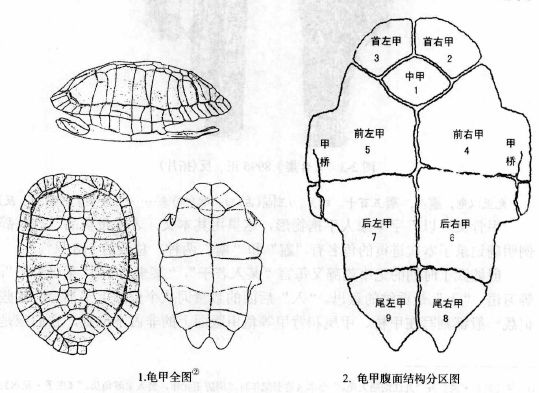 首左甲
3
首右甲
2
中甲
1
前左甲
5
前右甲
4
甲桥
甲桥
后左甲
7
后右甲
6
尾左甲
9
尾右甲
8
1.龟甲全图②
2. 龟甲腹面结构分区图